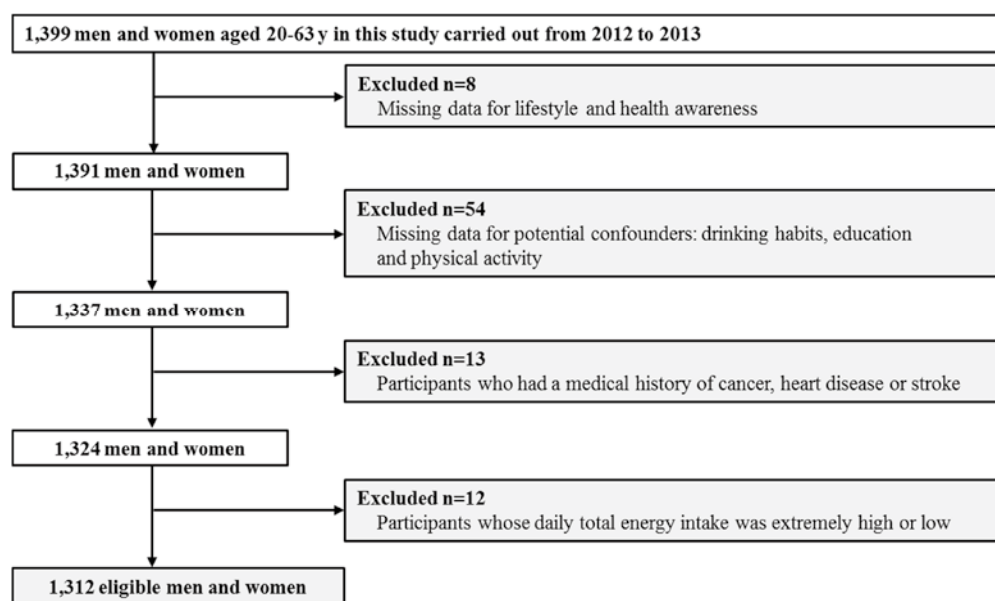 1,399 men and women aged 20-63 y in this study carried out from 2012 to 2013
Excluded n=8
Missing data for lifestyle and health awareness
1,391 men and women
Excluded n=54
Missing data for potential confounders: drinking habits, education
and physical activity
1,337 men and women
Excluded n=13
Participants who had a medical history of cancer, heart disease or stroke
1,324 men and women
Excluded n=12
Participants whose daily total energy intake was extremely high or low
1,312 eligible men and women